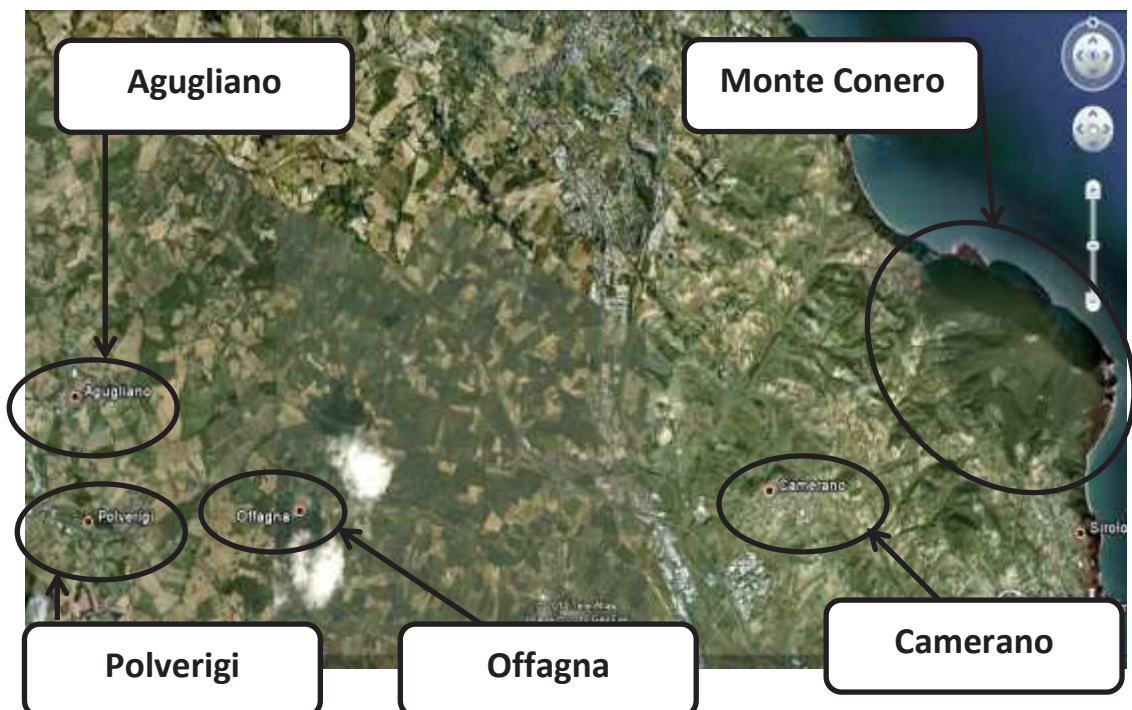 Agugliano
Monte Conero
Agugliano
Camerano
Polverigi
Offagna
Sirolo
Polverigi
Offagna
Camerano